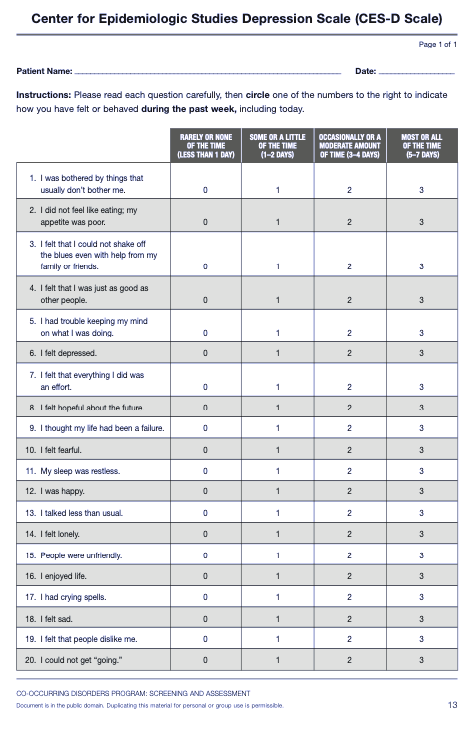 Center for Epidemiologic Studies Depression Scale (CES-D Scale)
Page 1 of 1
Patient Name: Date:
Instructions: Please read each question carefully, then circle one of the numbers to the right to indicate
how you have felt or behaved during the past week, including today.
RARELY OR NONE OF THE TIME (LESS THAN 1 DAY) SOME OR A LITTLE OF THE TIME (1–2 DAYS) OCCASIONALLY OR A MODERATE AMOUNT OF TIME (3–4 DAYS) MOST OR ALL OF THE TIME (5–7 DAYS)
1. I was bothered by things that
usually don't bother me. 0 1 2 3
2. I did not feel like eating; my
appetite was poor. 0 1 2 3
3. I felt that I could not shake off
the blues even with help from my
family or friends. 0 1 2 3
4. I felt that I was just as good as
other people. 0 1 2 3
5. I had trouble keeping my mind
on what I was doing. 0 1 2 3
6. I felt depressed. 0 1 2 3
7. I felt that everything I did was
an effort. 0 1 2 3
8. I felt hopeful about the future 0 1 2 3
9. I thought my life had been a failure. 0 1 2 3
10. I felt fearful. 0 1 2 3
11. My sleep was restless. 0 1 2 3
12. I was happy. 0 1 2 3
13. I talked less than usual. 0 1 2 3
14. I felt lonely. 0 1 2 3
15. People were unfriendly. 0 1 2 3
16. I enjoyed life. 0 1 2 3
17. I had crying spells. 0 1 2 3
18. I felt sad. 0 1 2 3
19. I felt that people dislike me. 0 1 2 3
20. I could not get "going." 0 1 2 3
CO-OCCURRING DISORDERS PROGRAM: SCREENING AND ASSESSMENT
Document is in the public domain. Duplicating this material for personal or group use is permissible. 13